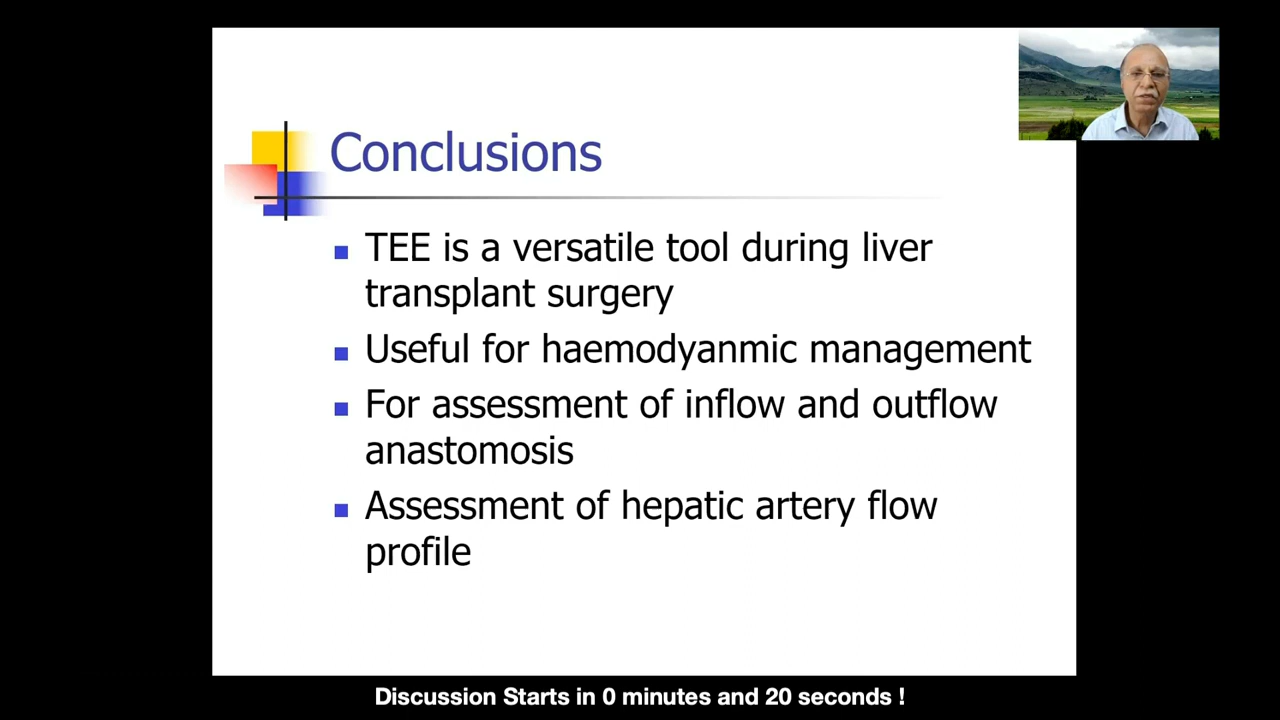 Conclusions
TEE is a versatile tool during liver
transplant surgery
Useful for haemodyanmic management
For assessment of inflow and outflow
anastomosis
Assessment of hepatic artery flow
profile
Discussion Starts in 0 minutes and 20 seconds !